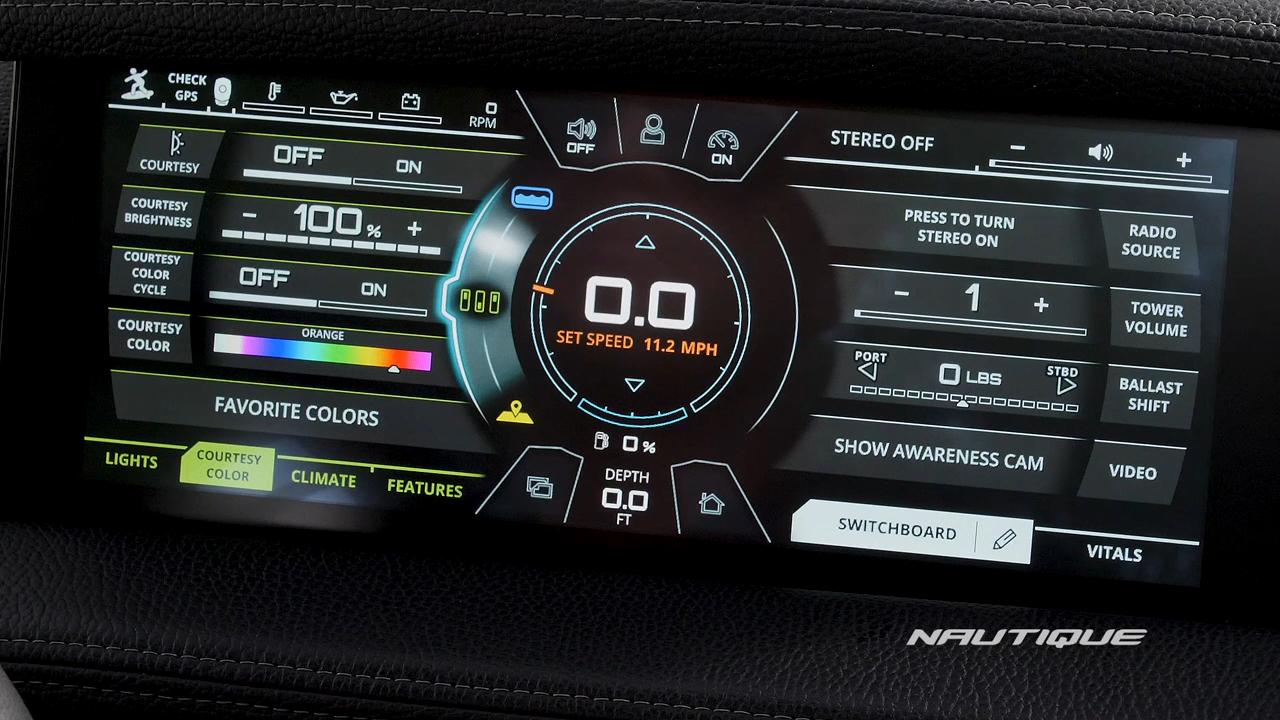 CHECK
GPS
0
RPM
OFF
ON
STEREO OFF
−
+
COURTESY
OFF
ON
COURTESY
BRIGHTNESS
− 100% +
COURTESY
COLOR
CYCLE
OFF
ON
COURTESY
COLOR
ORANGE
FAVORITE COLORS
LIGHTS
COURTESY
COLOR
CLIMATE
FEATURES
0.0
SET SPEED 11.2 MPH
0%
DEPTH
0.0
FT
PRESS TO TURN
STEREO ON
RADIO
SOURCE
− 1 +
TOWER
VOLUME
PORT
0 LBS
STBD
BALLAST
SHIFT
SHOW AWARENESS CAM
VIDEO
SWITCHBOARD
VITALS
NAUTIQUE